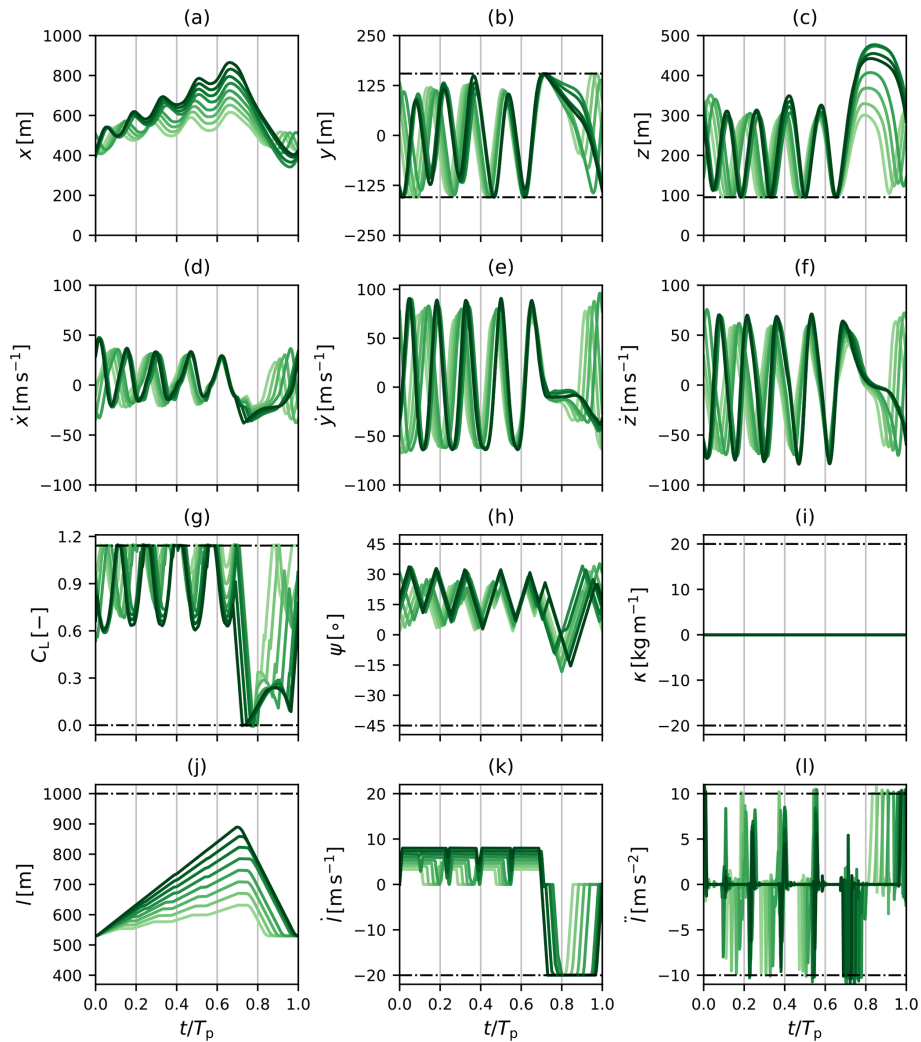 (a) (b) (c)
1000 800 600 400 200 0 x [m]
250 125 0 −125 −250 y [m]
500 400 300 200 100 0 z [m]
(d) (e) (f)
100 50 0 −50 −100 ẋ [m s⁻¹]
100 50 0 −50 −100 ẏ [m s⁻¹]
100 50 0 −50 −100 ż [m s⁻¹]
(g) (h) (i)
1.2 0.9 0.6 0.3 0.0 C_L [−]
45 30 15 0 −15 −30 −45 ψ [∘]
20 10 0 −10 −20 κ [kg m⁻¹]
(j) (k) (l)
1000 900 800 700 600 500 400 l [m]
20 10 0 −10 −20 l̇ [m s⁻¹]
10 5 0 −5 −10 l̈ [m s⁻²]
0.0 0.2 0.4 0.6 0.8 1.0 0.0 0.2 0.4 0.6 0.8 1.0 0.0 0.2 0.4 0.6 0.8 1.0
t/T_p t/T_p t/T_p